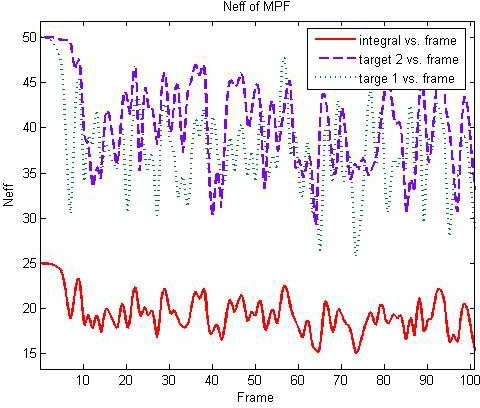 Neff of MPF
integral vs. frame
target 2 vs. frame
targe 1 vs. frame
50
45
40
35
30
25
20
15
Neff
10 20 30 40 50 60 70 80 90 100
Frame